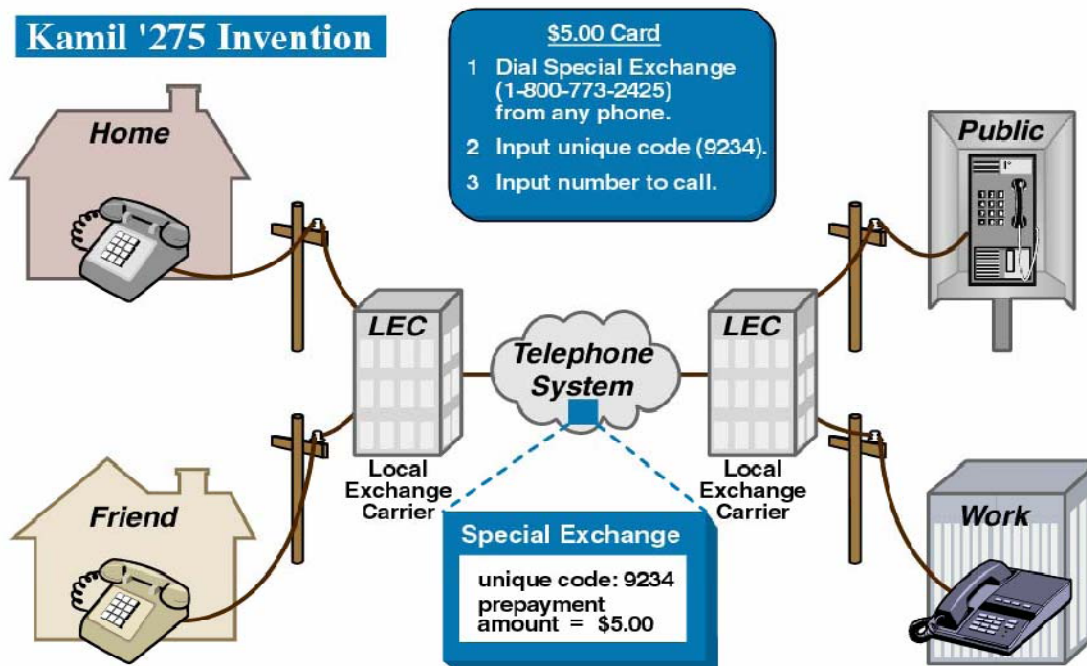 Kamil '275 Invention
$5.00 Card
1 Dial Special Exchange
(1-800-773-2425)
from any phone.
2 Input unique code (9234).
3 Input number to call.
Home
Public
LEC
Telephone
System
LEC
Local
Exchange
Carrier
Local
Exchange
Carrier
Friend
Work
Special Exchange
unique code: 9234
prepayment
amount = $5.00